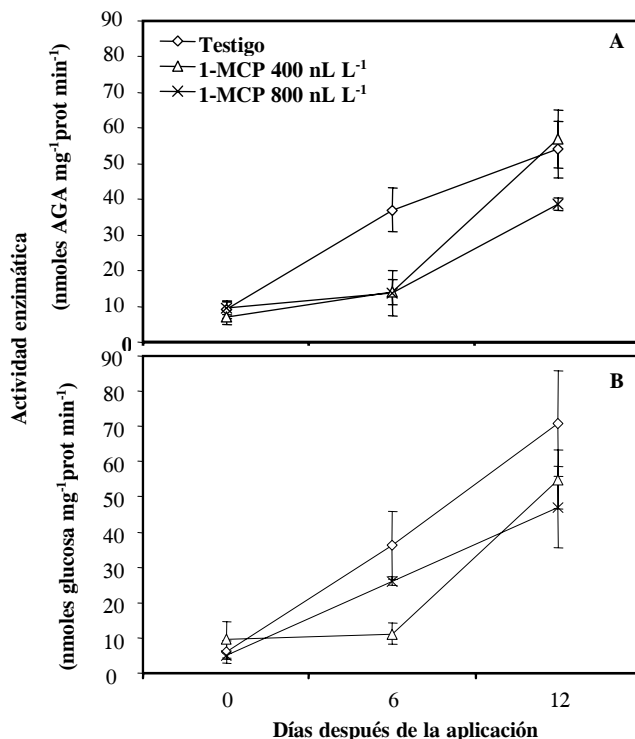 90
80
70
60
50
40
30
20
10
0
A
Testigo
1-MCP 400 nL L-1
1-MCP 800 nL L-1
Actividad enzimática
(nmoles AGA mg-1prot min-1)
90
80
70
60
50
40
30
20
10
0
B
(nmoles glucosa mg-1prot min-1)
0 6 12
Días después de la aplicación